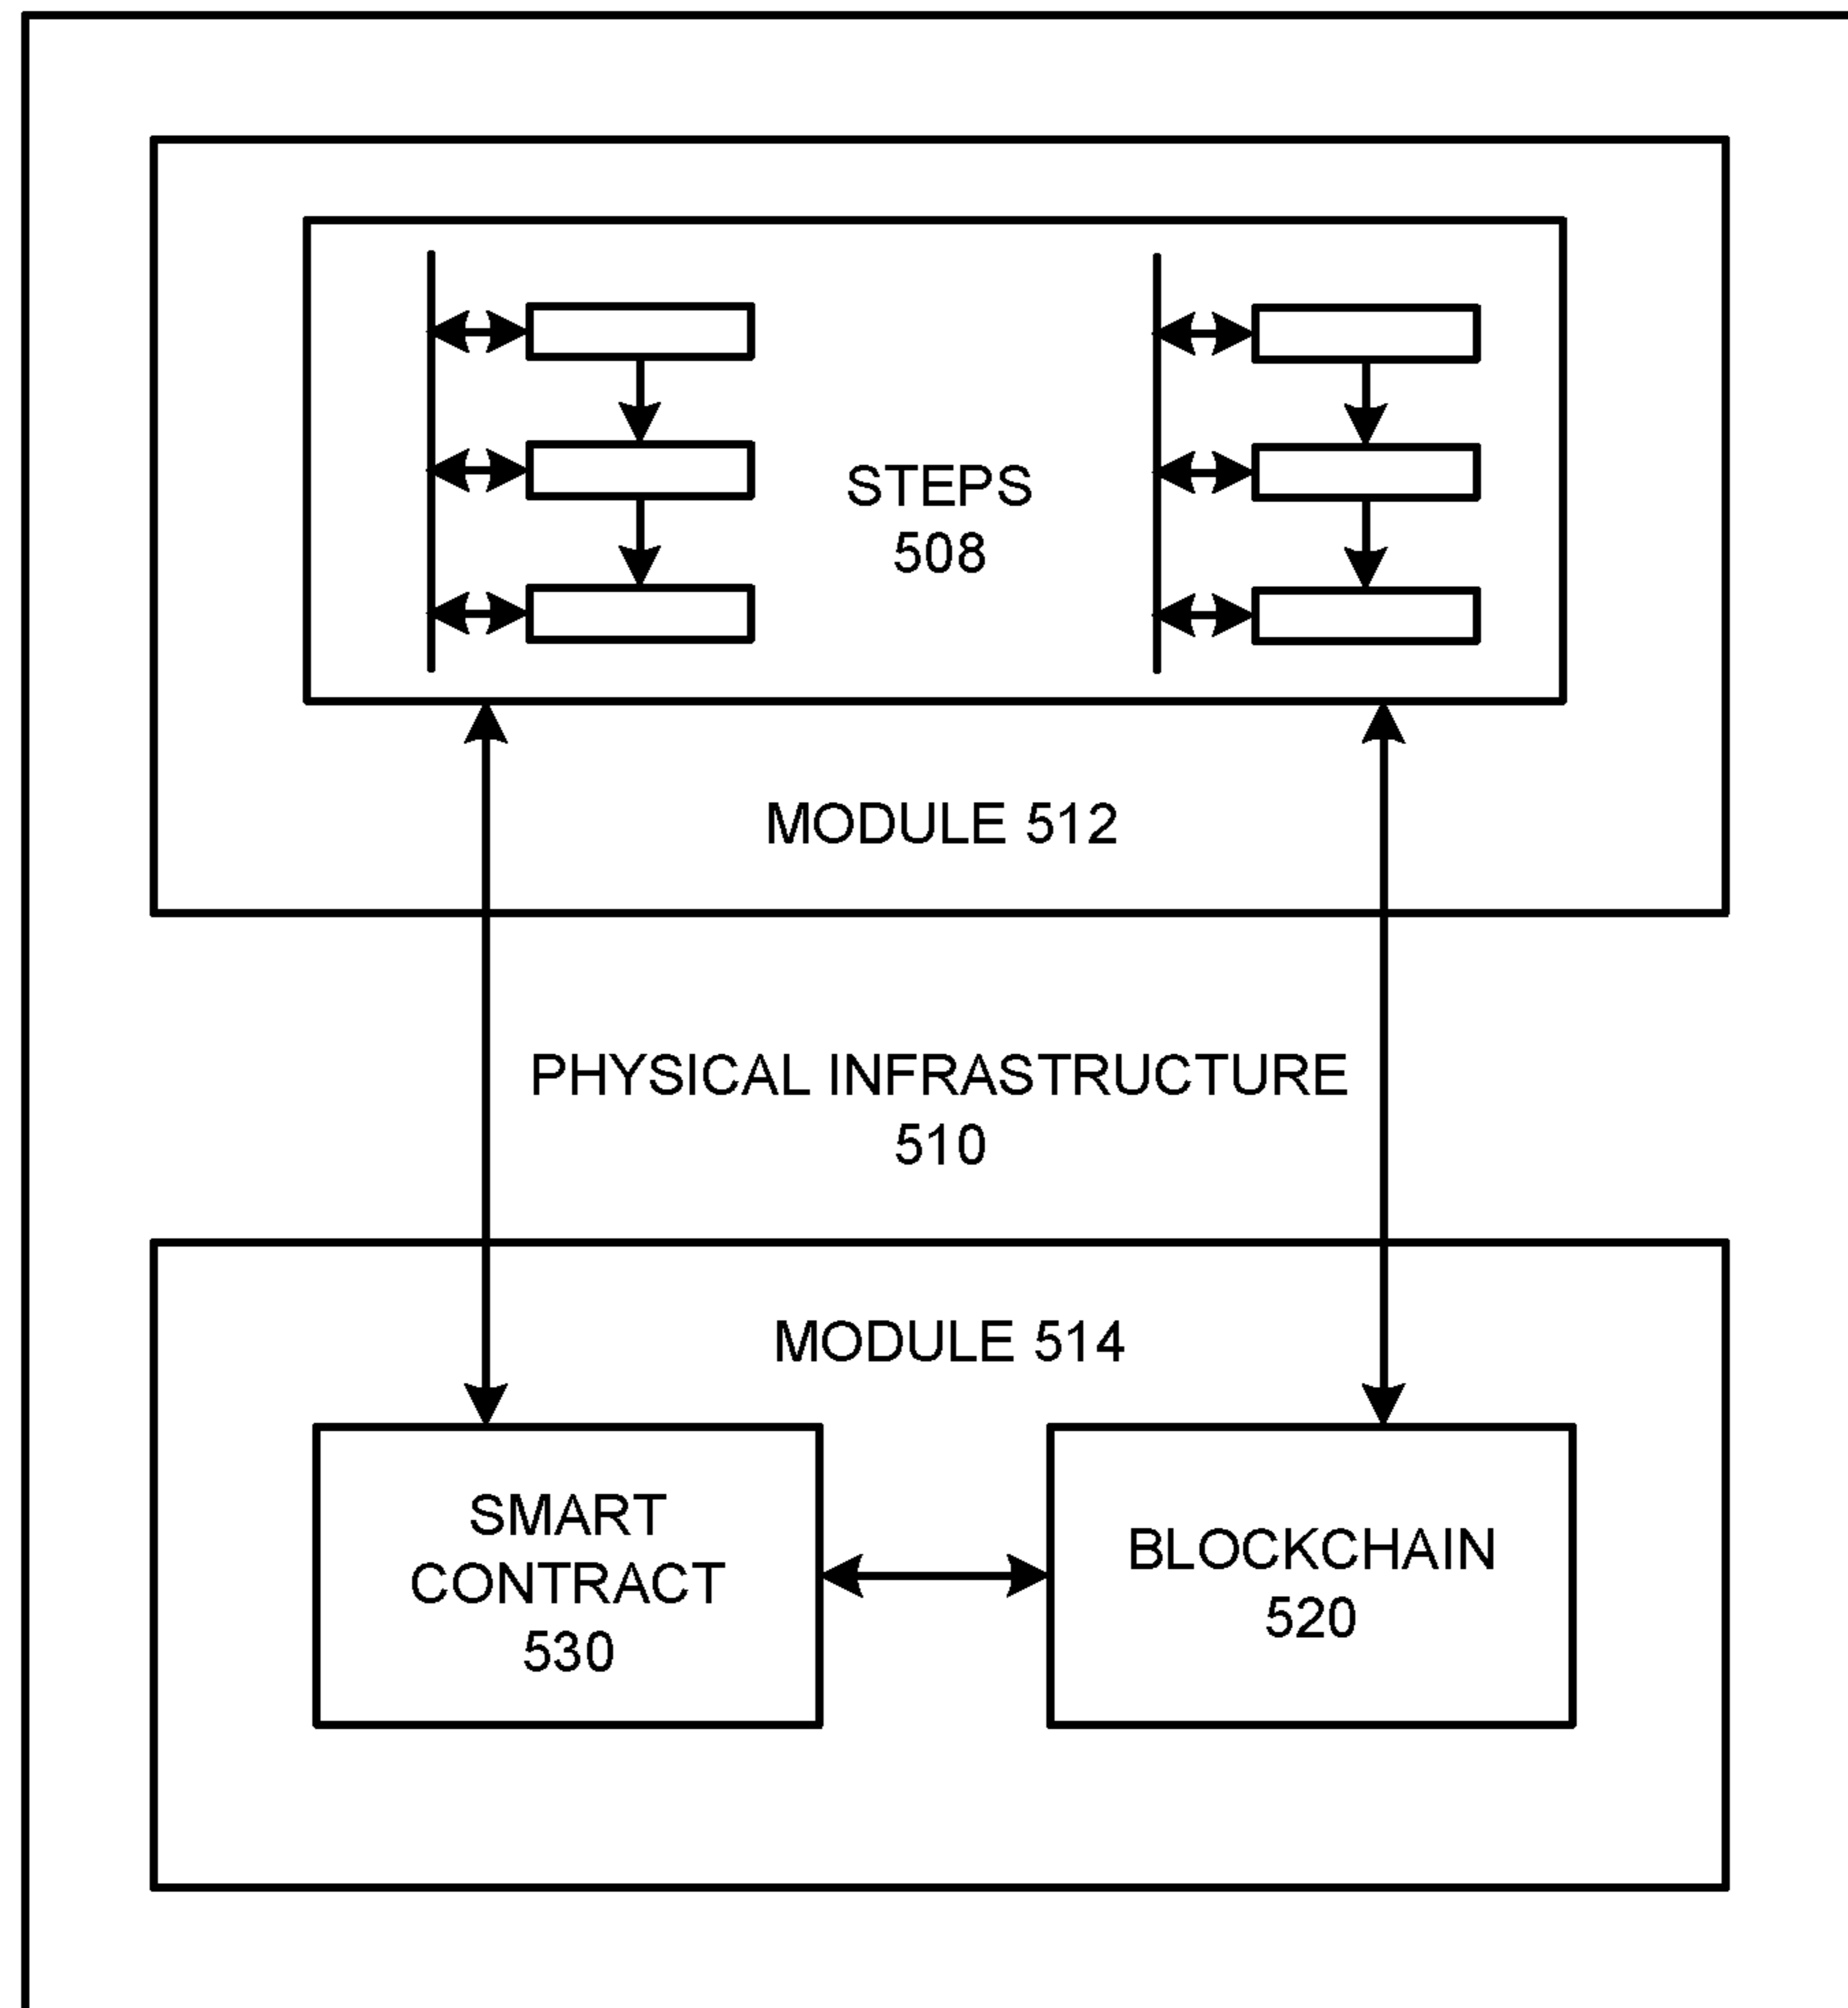 STEPS
508
MODULE 512
PHYSICAL INFRASTRUCTURE
510
MODULE 514
SMART
CONTRACT
530
BLOCKCHAIN
520